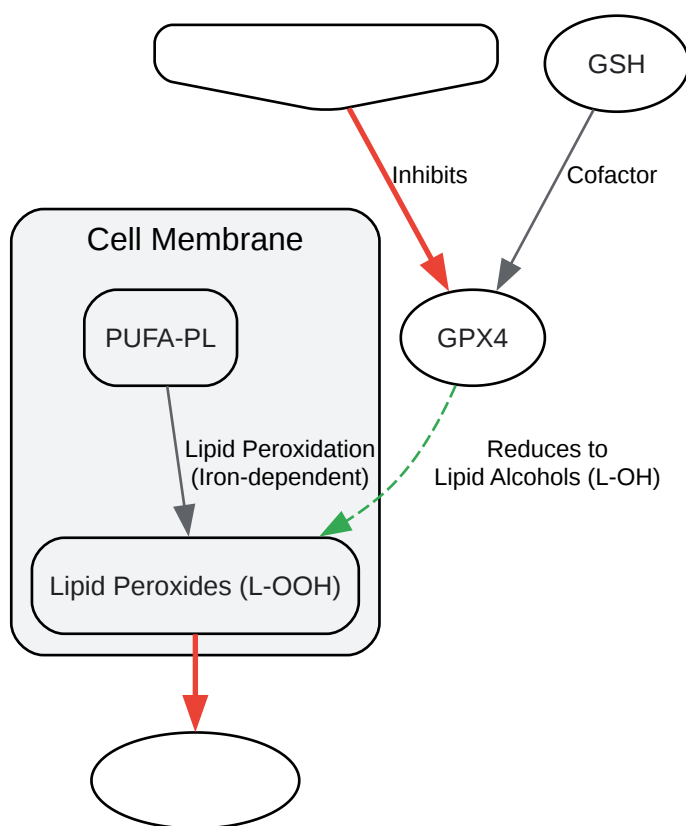 GSH
Inhibits
Cofactor
Cell Membrane
PUFA-PL
GPX4
Lipid Peroxidation
(Iron-dependent)
Reduces to
Lipid Alcohols (L-OH)
Lipid Peroxides (L-OOH)